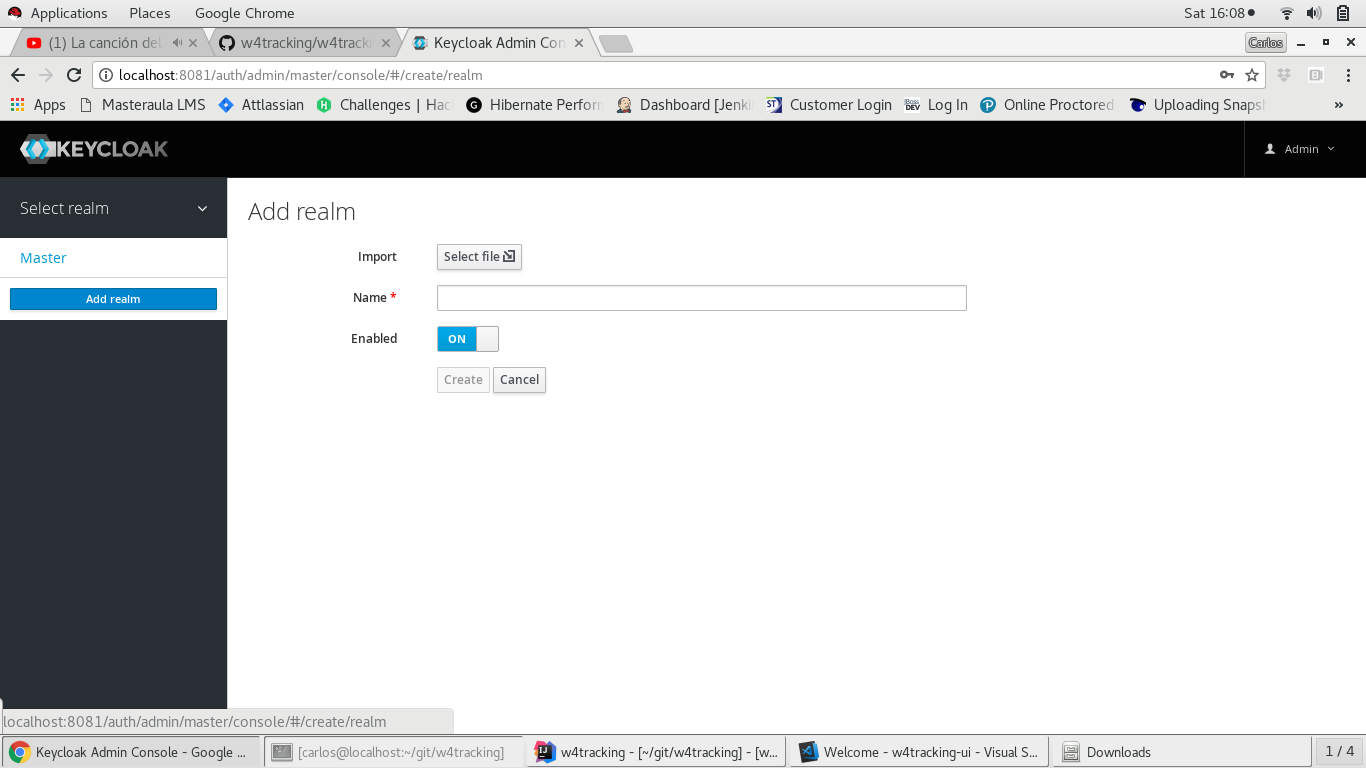 Applications Places Google Chrome Sat 16:08
(1) La canción del w4tracking/w4tracki Keycloak Admin Con Carlos
localhost:8081/auth/admin/master/console/#/create/realm
Apps Masteraula LMS Attlassian Challenges | Hac Hibernate Perfor Dashboard [Jenki Customer Login Log In Online Proctored Uploading Snapsh »
KEYCLOAK Admin
Select realm
Master
Add realm
Add realm
Import Select file
Name *
Enabled ON
Create Cancel
localhost:8081/auth/admin/master/console/#/create/realm
Keycloak Admin Console - Google ... [carlos@localhost:~/git/w4tracking] w4tracking - [~/git/w4tracking] - [w... Welcome - w4tracking-ui - Visual S... Downloads 1 / 4